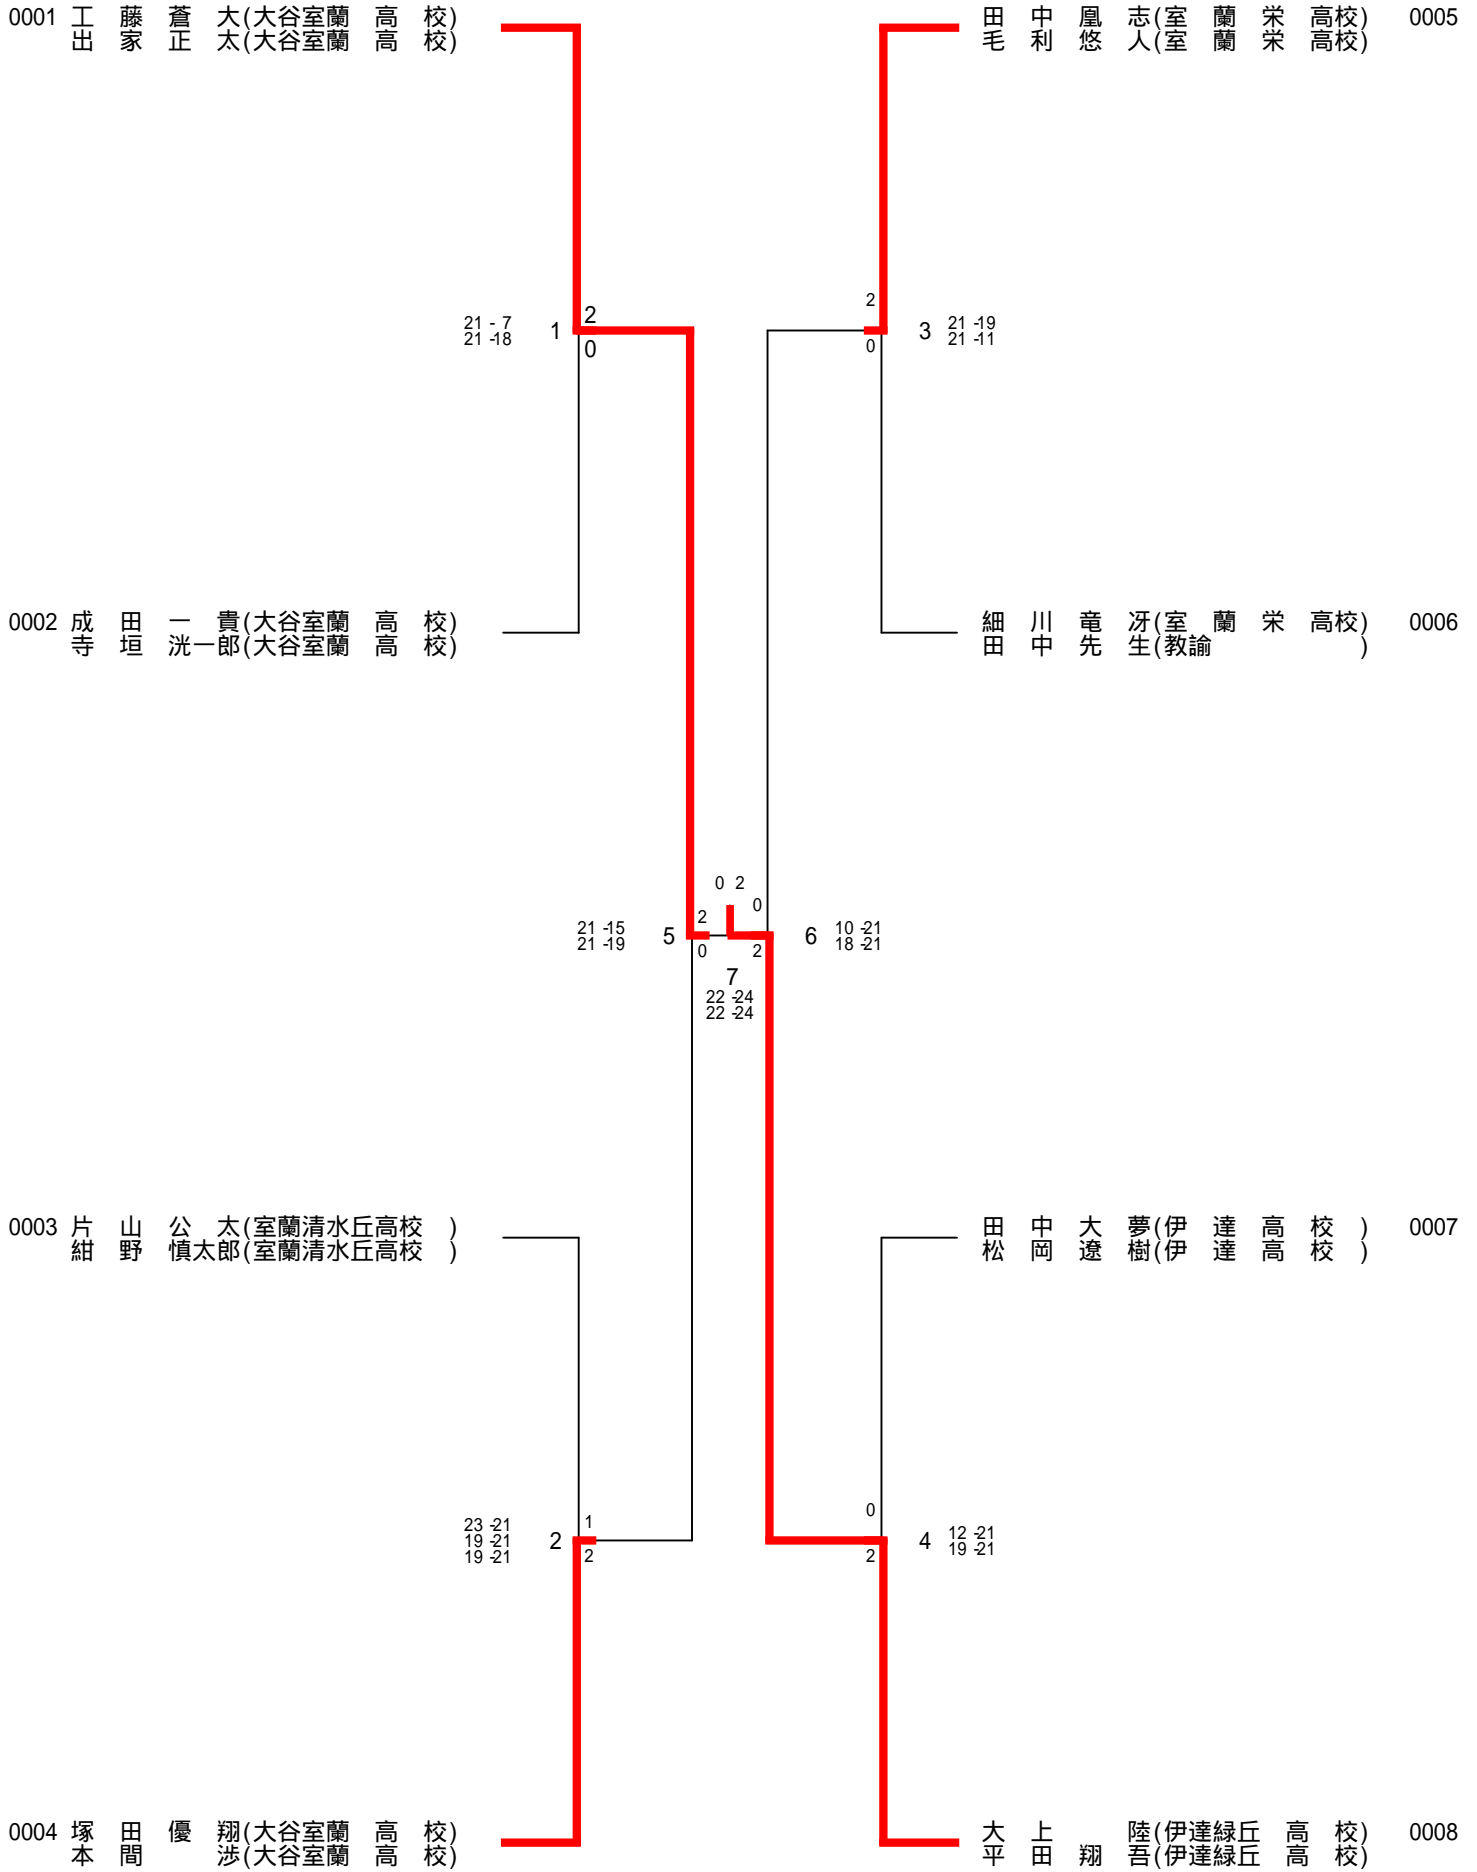 0001 工 藤 蒼 大(大谷室蘭 高 校)
出 家 正 太(大谷室蘭 高 校)
田 中 凰 志(室 蘭 栄 高校) 0005
毛 利 悠 人(室 蘭 栄 高校)
2
21 - 7
21 -18
1
2
0
0
3
21 -19
21 -11
0002 成 田 一 貴(大谷室蘭 高 校)
寺 垣 洸一郎(大谷室蘭 高 校)
細 川 竜 冴(室 蘭 栄 高校) 0006
田 中 先 生(教諭 )
0 2
21 -15
21 -19
5
2
0
0
2
6
10 -21
18 -21
7
22 -24
22 -24
0003 片 山 公 太(室蘭清水丘高校 )
紺 野 慎太郎(室蘭清水丘高校 )
田 中 大 夢(伊 達 高 校 ) 0007
松 岡 遼 樹(伊 達 高 校 )
23 -21
19 -21
19 -21
2
1
2
0
2
4
12 -21
19 -21
0004 塚 田 優 翔(大谷室蘭 高 校)
本 間 渉(大谷室蘭 高 校)
大 上 陸(伊達緑丘 高 校) 0008
平 田 翔 吾(伊達緑丘 高 校)